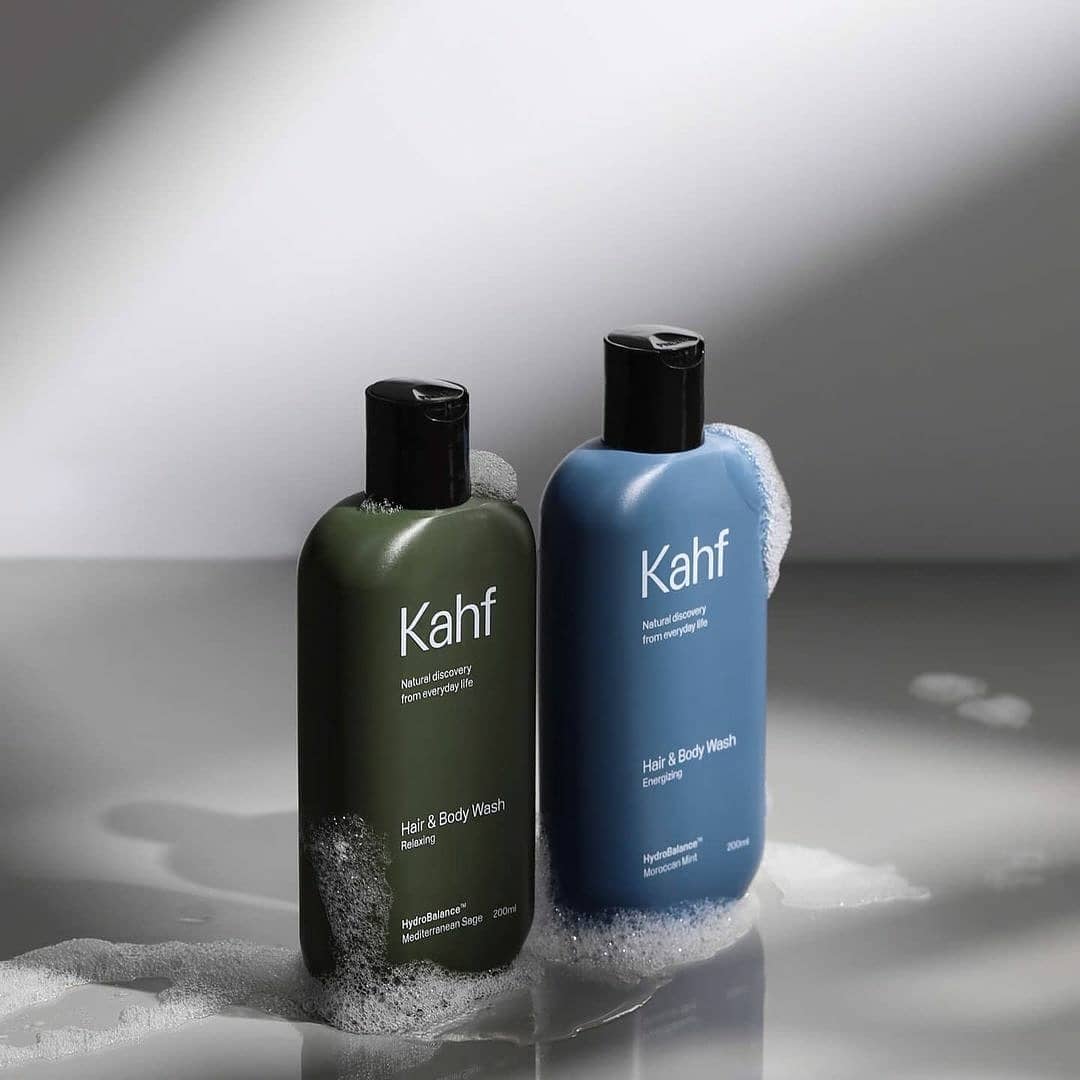 Kahf
Natural discovery
from everyday life
Hair & Body Wash
Relaxing
HydroBalance™
Mediterranean Sage 200ml
Kahf
Natural discovery
from everyday life
Hair & Body Wash
Energizing
HydroBalance™
Moroccan Mint 200ml